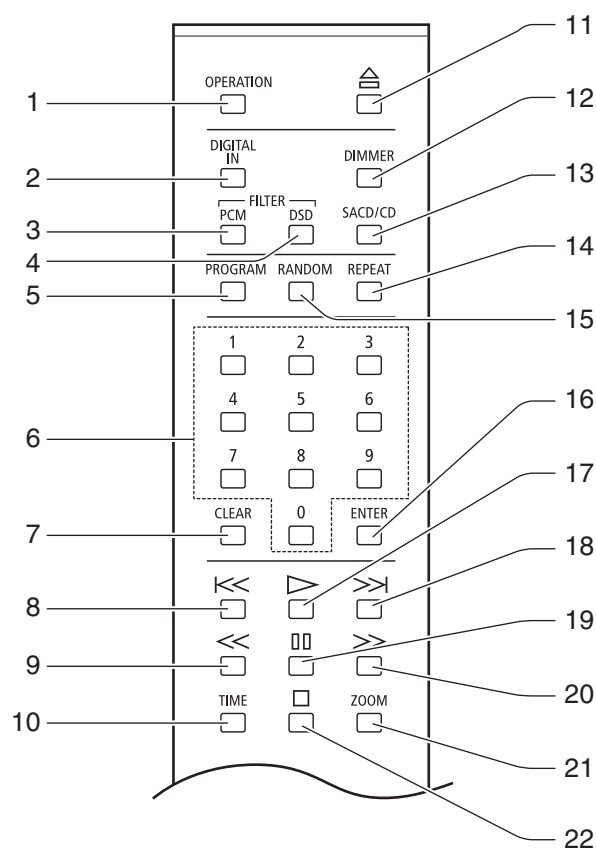 11
OPERATION
1
12
DIGITAL
IN
DIMMER
2
13
FILTER
PCM DSD SACD/CD
3
14
4
PROGRAM RANDOM REPEAT
5
15
1 2 3
4 5 6
16
6
7 8 9
17
CLEAR 0 ENTER
7
18
8
19
9
20
TIME ZOOM
10
21
22